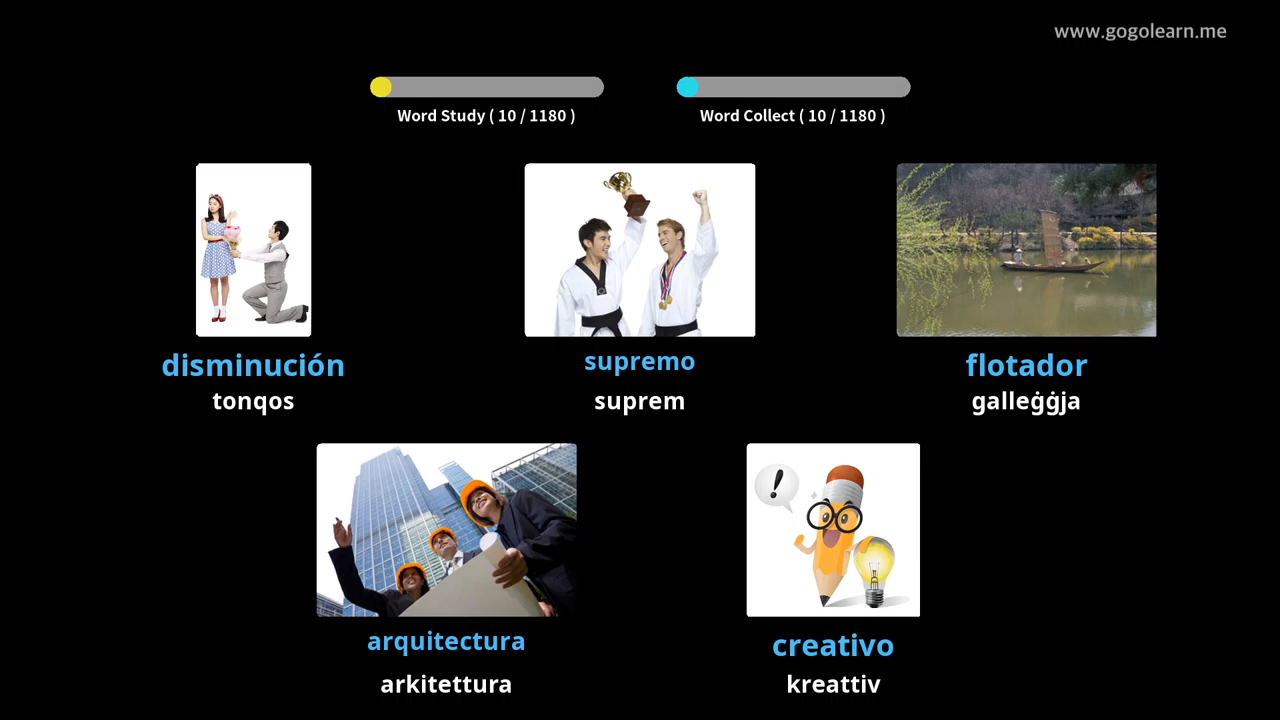 www.gogolearn.me
Word Study ( 10 / 1180 )
Word Collect ( 10 / 1180 )
disminución
tonqos
supremo
suprem
flotador
galleġġja
arquitectura
arkitettura
creativo
kreattiv